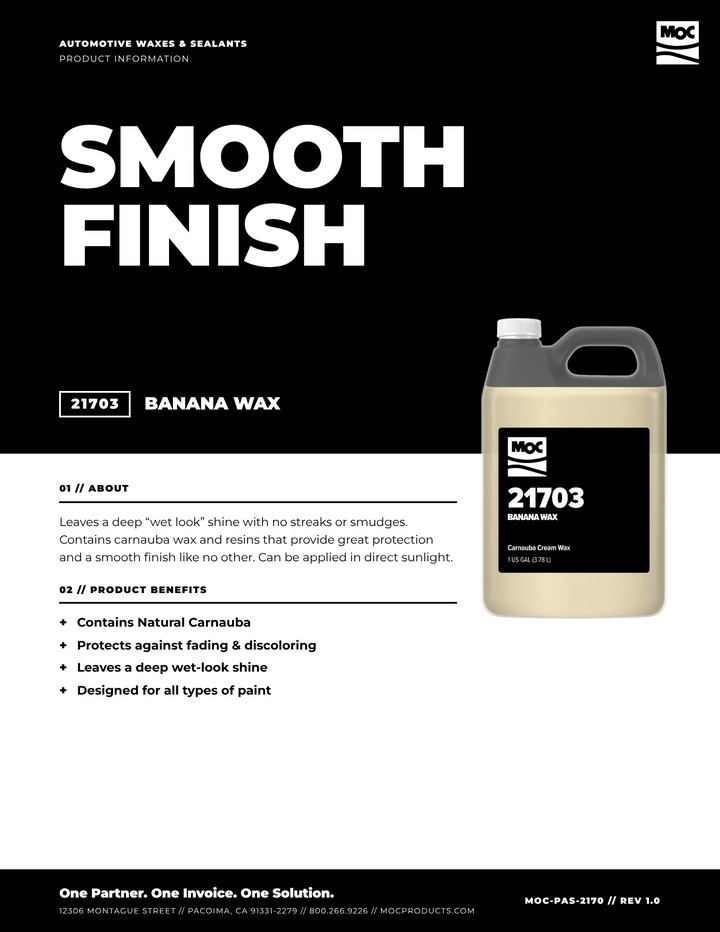 AUTOMOTIVE WAXES & SEALANTS
PRODUCT INFORMATION
MOC
SMOOTH
FINISH
21703 BANANA WAX
MOC
21703
BANANA WAX
Carnauba Cream Wax
1 US GAL (3.78 L)
01 // ABOUT
Leaves a deep “wet look” shine with no streaks or smudges.
Contains carnauba wax and resins that provide great protection
and a smooth finish like no other. Can be applied in direct sunlight.
02 // PRODUCT BENEFITS
+ Contains Natural Carnauba
+ Protects against fading & discoloring
+ Leaves a deep wet-look shine
+ Designed for all types of paint
One Partner. One Invoice. One Solution.
12306 MONTAGUE STREET // PACOIMA, CA 91331-2279 // 800.266.9226 // MOCPRODUCTS.COM
MOC-PAS-2170 // REV 1.0